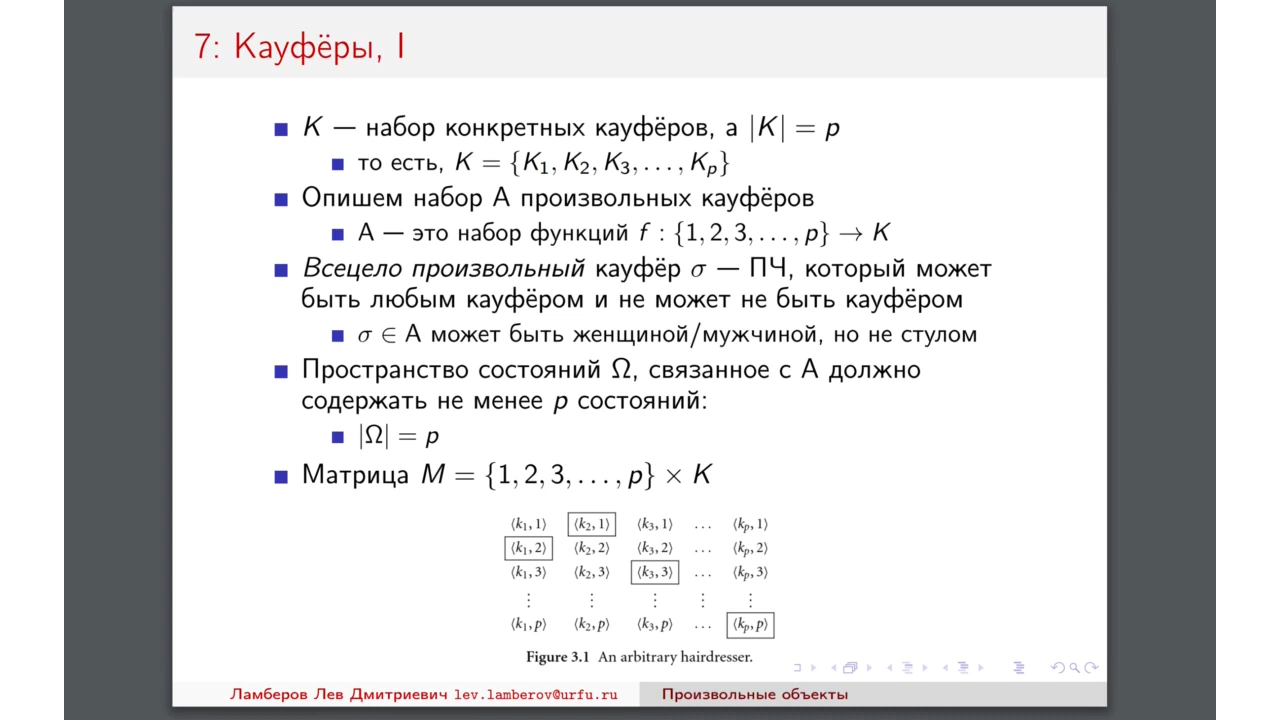 7: Кауфёры, I
K — набор конкретных кауфёров, а |K| = p
то есть, K = {K₁, K₂, K₃, . . . , Kₚ}
Опишем набор A произвольных кауфёров
A — это набор функций f : {1, 2, 3, . . . , p} → K
Всецело произвольный кауфёр σ — ПЧ, который может
быть любым кауфёром и не может не быть кауфёром
σ ∈ A может быть женщиной/мужчиной, но не стулом
Пространство состояний Ω, связанное с A должно
содержать не менее p состояний:
|Ω| = p
Матрица M = {1, 2, 3, . . . , p} × K
⟨k₁, 1⟩ ⟨k₂, 1⟩ ⟨k₃, 1⟩ . . . ⟨kₚ, 1⟩
⟨k₁, 2⟩ ⟨k₂, 2⟩ ⟨k₃, 2⟩ . . . ⟨kₚ, 2⟩
⟨k₁, 3⟩ ⟨k₂, 3⟩ ⟨k₃, 3⟩ . . . ⟨kₚ, 3⟩
⋮ ⋮ ⋮ ⋮ ⋮
⟨k₁, p⟩ ⟨k₂, p⟩ ⟨k₃, p⟩ . . . ⟨kₚ, p⟩
Figure 3.1 An arbitrary hairdresser.
Ламберов Лев Дмитриевич lev.lamberov@urfu.ru Произвольные объекты